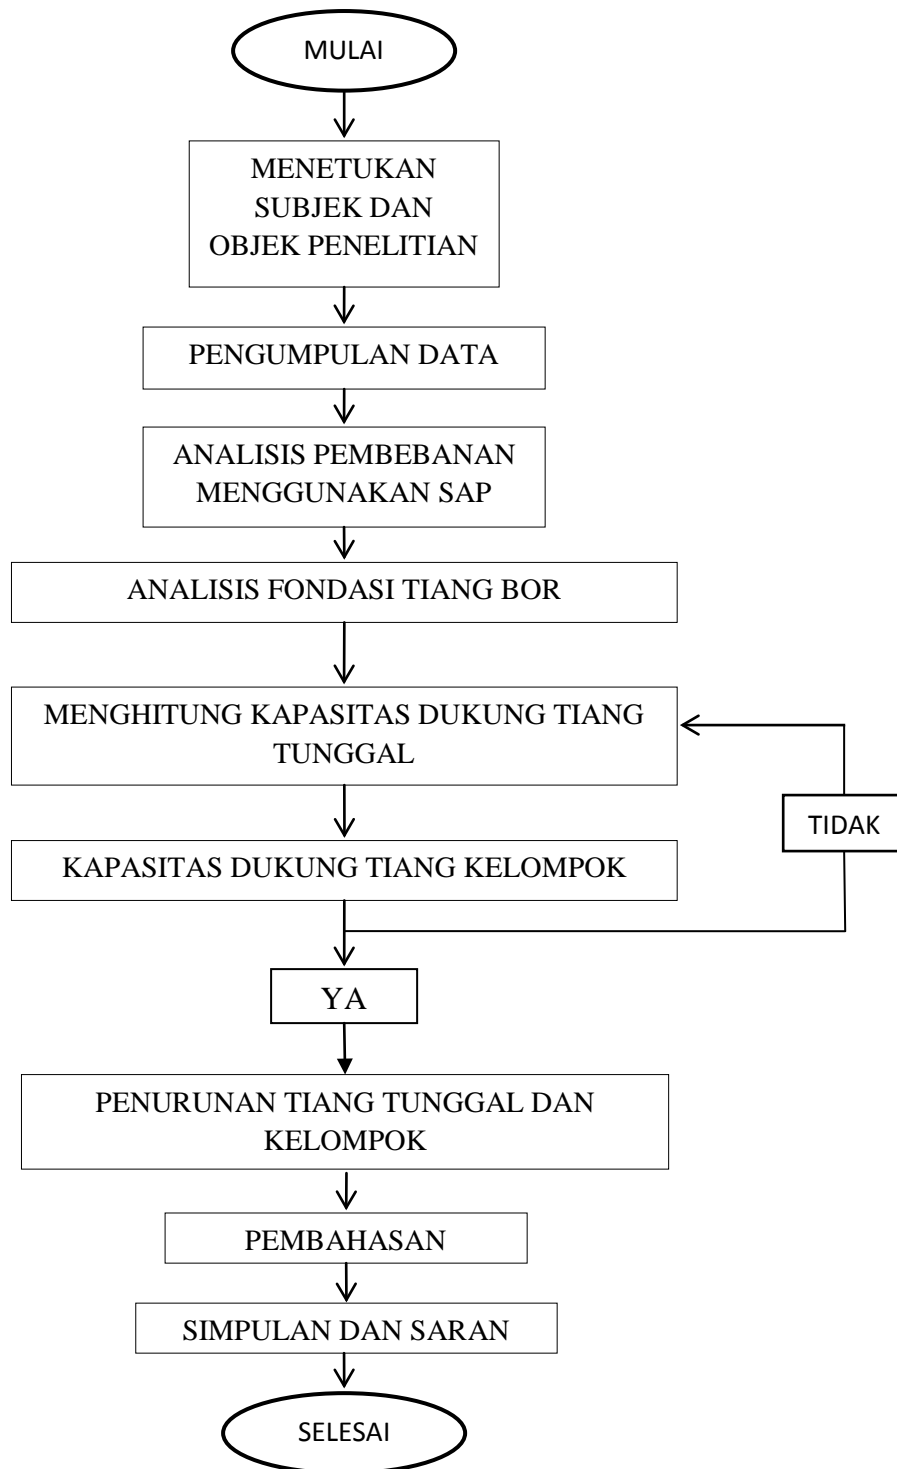 MULAI
MENETUKAN
SUBJEK DAN
OBJEK PENELITIAN
PENGUMPULAN DATA
ANALISIS PEMBEBANAN
MENGGUNAKAN SAP
ANALISIS FONDASI TIANG BOR
MENGHITUNG KAPASITAS DUKUNG TIANG
TUNGGAL
TIDAK
KAPASITAS DUKUNG TIANG KELOMPOK
YA
PENURUNAN TIANG TUNGGAL DAN
KELOMPOK
PEMBAHASAN
SIMPULAN DAN SARAN
SELESAI